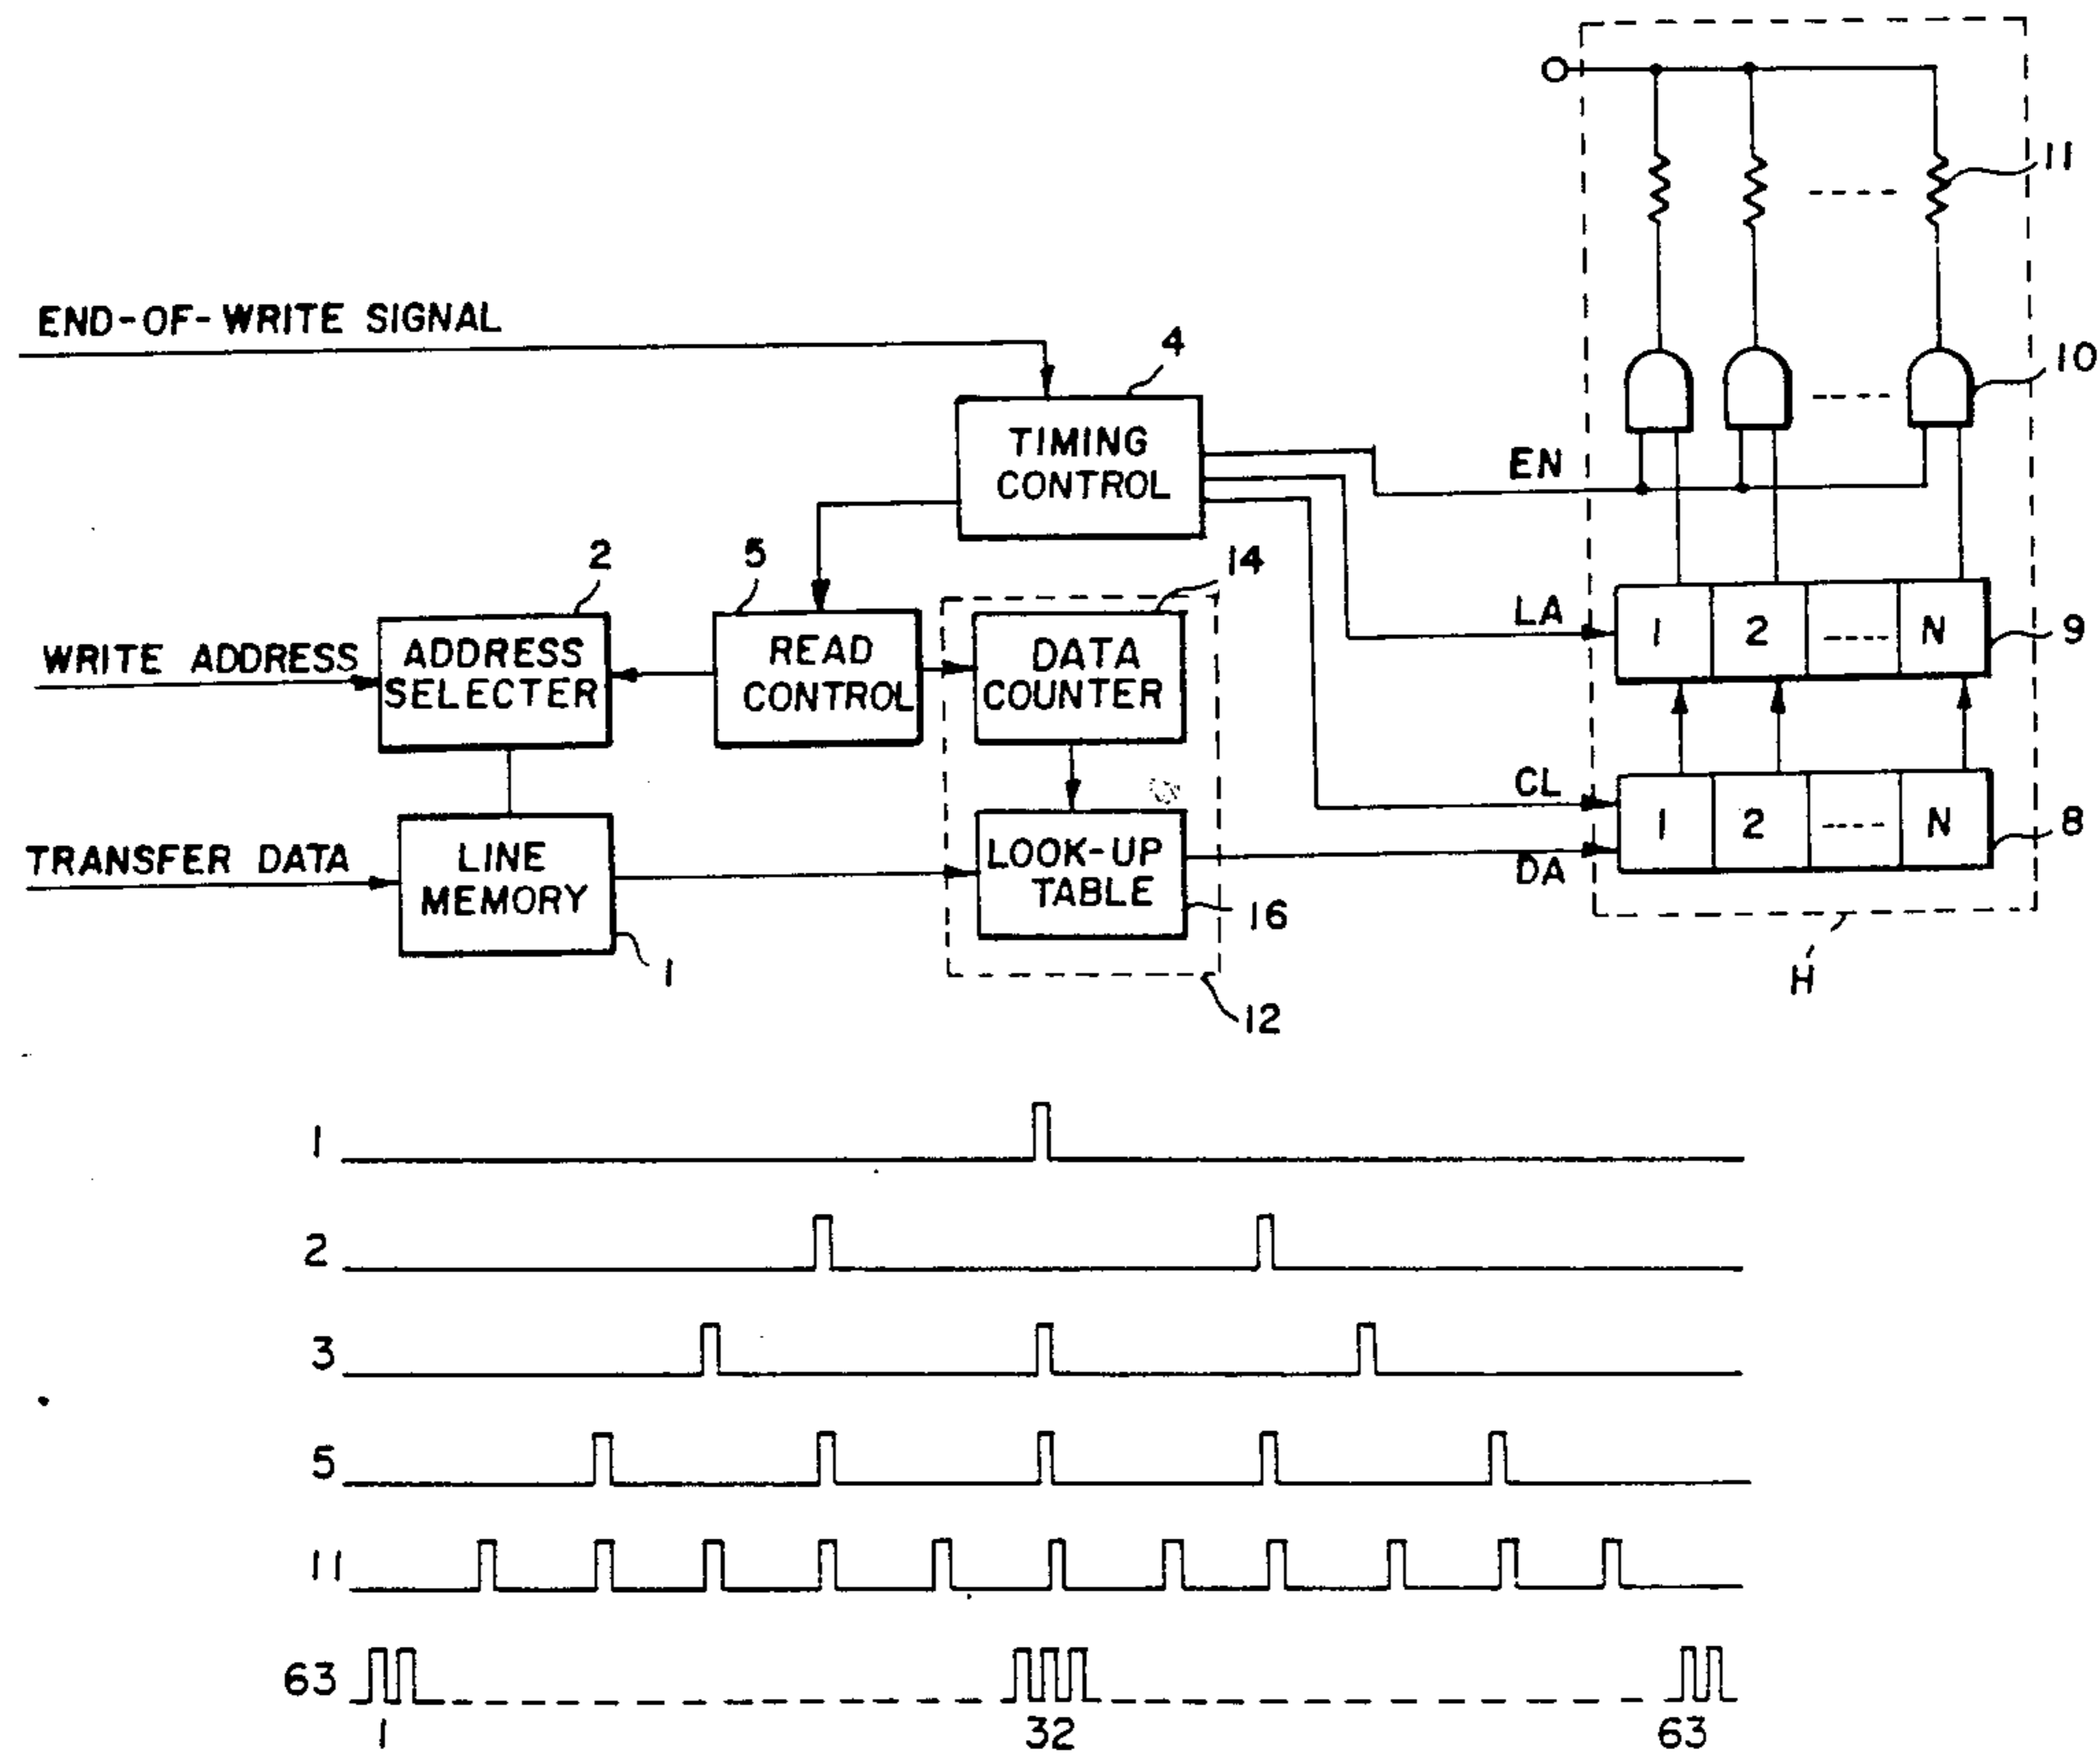 11
END-OF-WRITE SIGNAL
4
10
TIMING
CONTROL
EN
2
5
14
LA
1 2 ---- N
9
WRITE ADDRESS
ADDRESS
SELECTER
READ
CONTROL
DATA
COUNTER
CL
1 2 ---- N
8
TRANSFER DATA
LINE
MEMORY
LOOK-UP
TABLE
DA
16
1
H
12
1
2
3
5
11
63
1 32 63